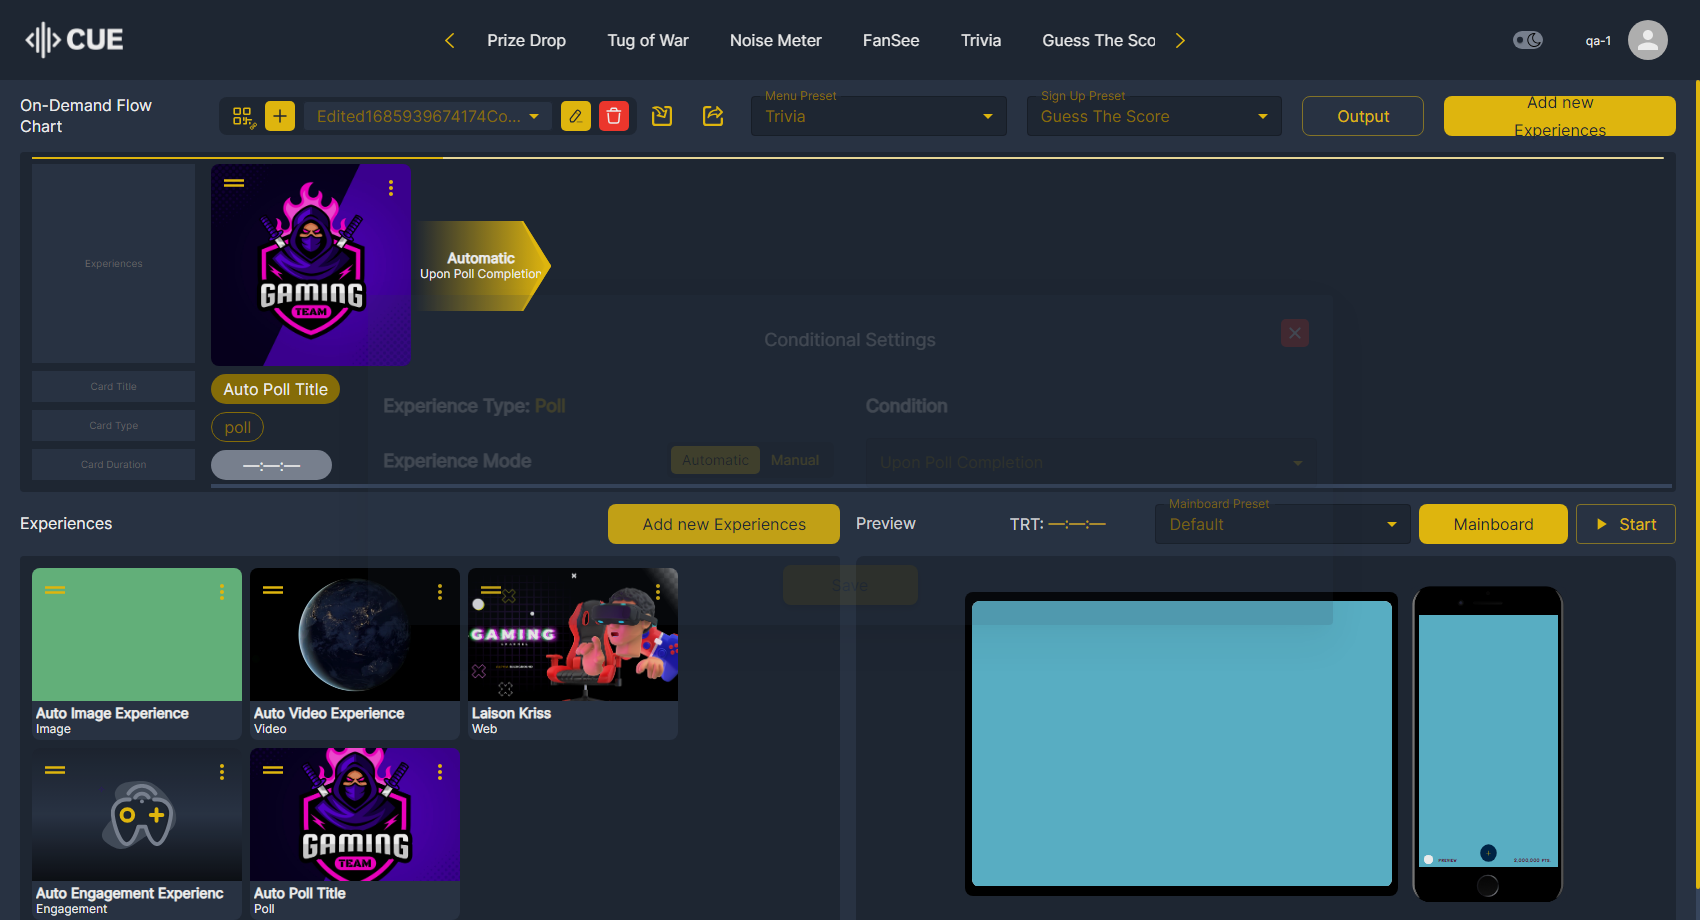 CUE
Prize Drop
Tug of War
Noise Meter
FanSee
Trivia
Guess The Sco
qa-1
On-Demand Flow
Chart
Edited1685939674174Co...
Menu Preset
Trivia
Sign Up Preset
Guess The Score
Output
Add new
Experiences
Experiences
GAMING
TEAM
Automatic
Upon Poll Completion
Conditional Settings
Card Title
Auto Poll Title
Experience Type: Poll
Condition
Card Type
poll
Card Duration
—:—:—
Experience Mode
Automatic
Manual
Upon Poll Completion
Experiences
Add new Experiences
Preview
TRT: —:—:—
Mainboard Preset
Default
Mainboard
Start
Save
GAMING
Auto Image Experience
Image
Auto Video Experience
Video
Laison Kriss
Web
GAMING
TEAM
Auto Engagement Experienc
Engagement
Auto Poll Title
Poll
PREVIEW
2,000,000 PTS.